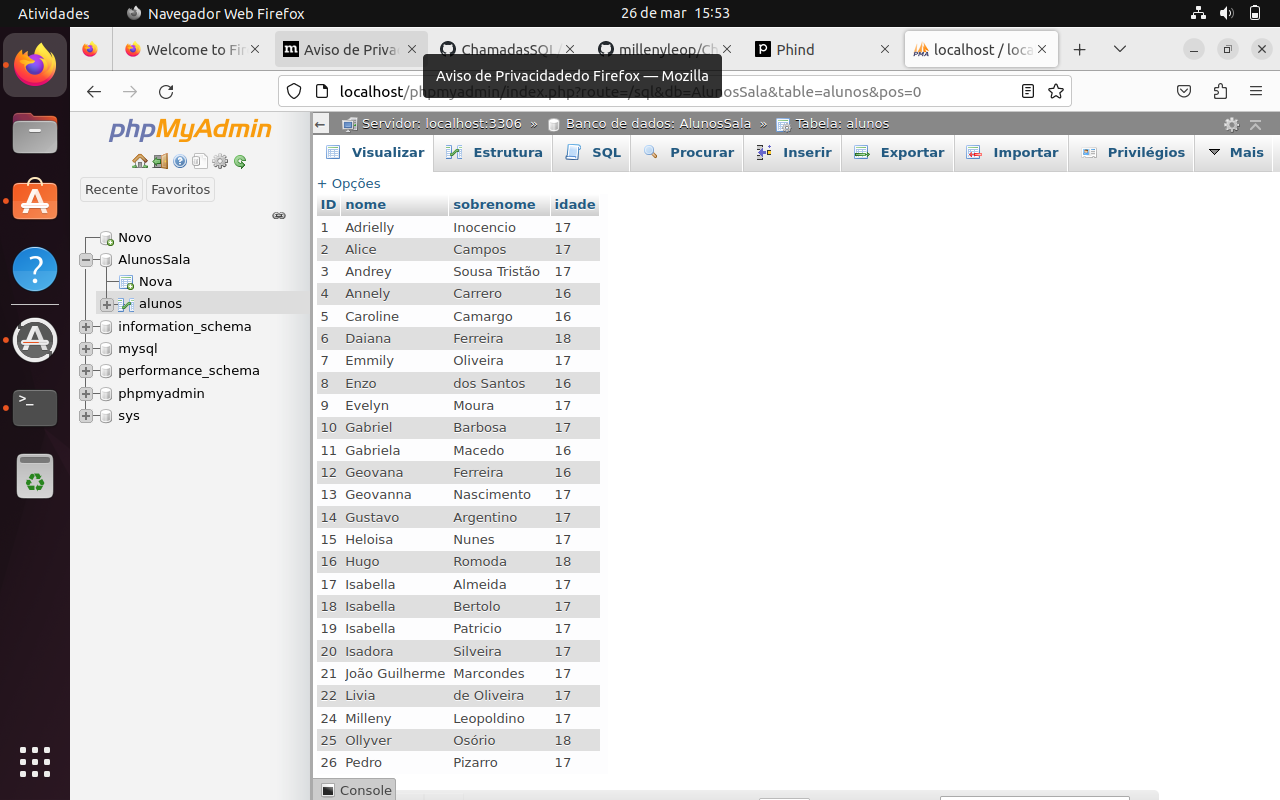 Atividades Navegador Web Firefox 26 de mar 15:53
Welcome to Fir Aviso de Priva ChamadasSQL/ millenyleop/Ch Phind localhost / loca
Aviso de Privacidadedo Firefox — Mozilla
localhost/phpmyadmin/index.php?route=/sql&db=AlunosSala&table=alunos&pos=0
phpMyAdmin
Recente Favoritos
Novo
AlunosSala
Nova
alunos
information_schema
mysql
performance_schema
phpmyadmin
sys
Servidor: localhost:3306 » Banco de dados: AlunosSala » Tabela: alunos
Visualizar Estrutura SQL Procurar Inserir Exportar Importar Privilégios Mais
+ Opções
ID nome sobrenome idade
1 Adrielly Inocencio 17
2 Alice Campos 17
3 Andrey Sousa Tristão 17
4 Annely Carrero 16
5 Caroline Camargo 16
6 Daiana Ferreira 18
7 Emmily Oliveira 17
8 Enzo dos Santos 16
9 Evelyn Moura 17
10 Gabriel Barbosa 17
11 Gabriela Macedo 16
12 Geovana Ferreira 16
13 Geovanna Nascimento 17
14 Gustavo Argentino 17
15 Heloisa Nunes 17
16 Hugo Romoda 18
17 Isabella Almeida 17
18 Isabella Bertolo 17
19 Isabella Patricio 17
20 Isadora Silveira 17
21 João Guilherme Marcondes 17
22 Livia de Oliveira 17
24 Milleny Leopoldino 17
25 Ollyver Osório 18
26 Pedro Pizarro 17
Console